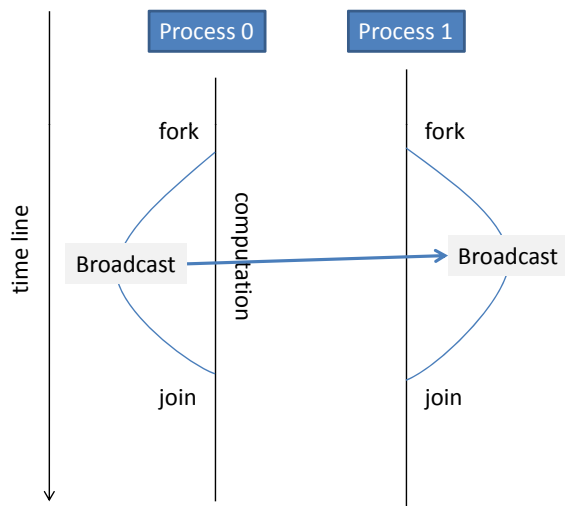 Process 0
Process 1
fork
fork
computation
time line
Broadcast
Broadcast
join
join